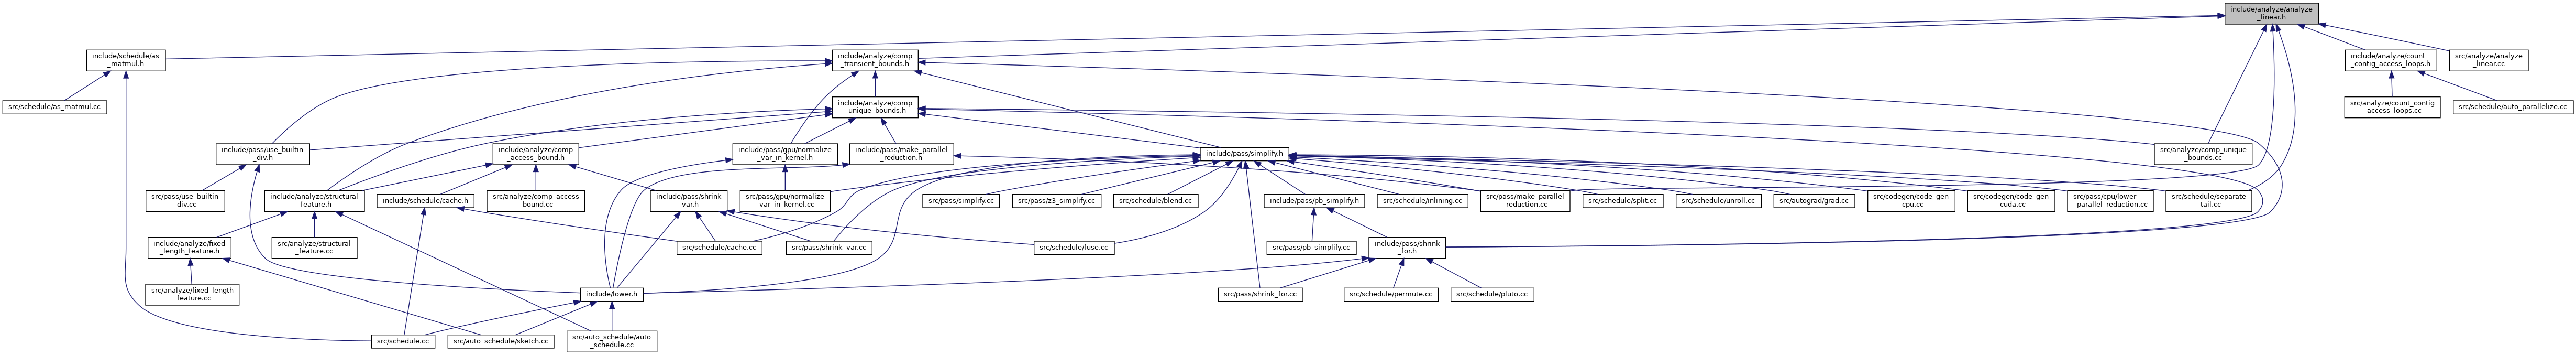 include/analyze/analyze
_linear.h
include/schedule/as
_matmul.h
include/analyze/comp
_transient_bounds.h
include/analyze/count
_contig_access_loops.h
src/analyze/analyze
_linear.cc
src/schedule/as_matmul.cc
include/analyze/comp
_unique_bounds.h
src/analyze/count_contig
_access_loops.cc
src/schedule/auto_parallelize.cc
include/pass/use_builtin
_div.h
include/analyze/comp
_access_bound.h
include/pass/gpu/normalize
_var_in_kernel.h
include/pass/make_parallel
_reduction.h
include/pass/simplify.h
src/analyze/comp_unique
_bounds.cc
src/pass/use_builtin
_div.cc
include/analyze/structural
_feature.h
include/schedule/cache.h
src/analyze/comp_access
_bound.cc
include/pass/shrink
_var.h
src/pass/gpu/normalize
_var_in_kernel.cc
src/pass/simplify.cc
src/pass/z3_simplify.cc
src/schedule/blend.cc
include/pass/pb_simplify.h
src/schedule/inlining.cc
src/pass/make_parallel
_reduction.cc
src/schedule/split.cc
src/schedule/unroll.cc
src/autograd/grad.cc
src/codegen/code_gen
_cpu.cc
src/codegen/code_gen
_cuda.cc
src/pass/cpu/lower
_parallel_reduction.cc
src/schedule/separate
_tail.cc
include/analyze/fixed
_length_feature.h
src/analyze/structural
_feature.cc
src/schedule/cache.cc
src/pass/shrink_var.cc
src/schedule/fuse.cc
src/pass/pb_simplify.cc
include/pass/shrink
_for.h
src/analyze/fixed_length
_feature.cc
include/lower.h
src/pass/shrink_for.cc
src/schedule/permute.cc
src/schedule/pluto.cc
src/schedule.cc
src/auto_schedule/sketch.cc
src/auto_schedule/auto
_schedule.cc